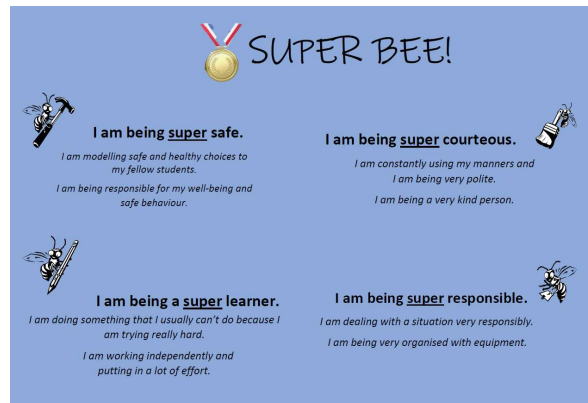 SUPER BEE!
I am being super safe.
I am modelling safe and healthy choices to
my fellow students.
I am being responsible for my well-being and
safe behaviour.
I am being super courteous.
I am constantly using my manners and
I am being very polite.
I am being a very kind person.
I am being a super learner.
I am doing something that I usually can't do because I
am trying really hard.
I am working independently and
putting in a lot of effort.
I am being super responsible.
I am dealing with a situation very responsibly.
I am being very organised with equipment.